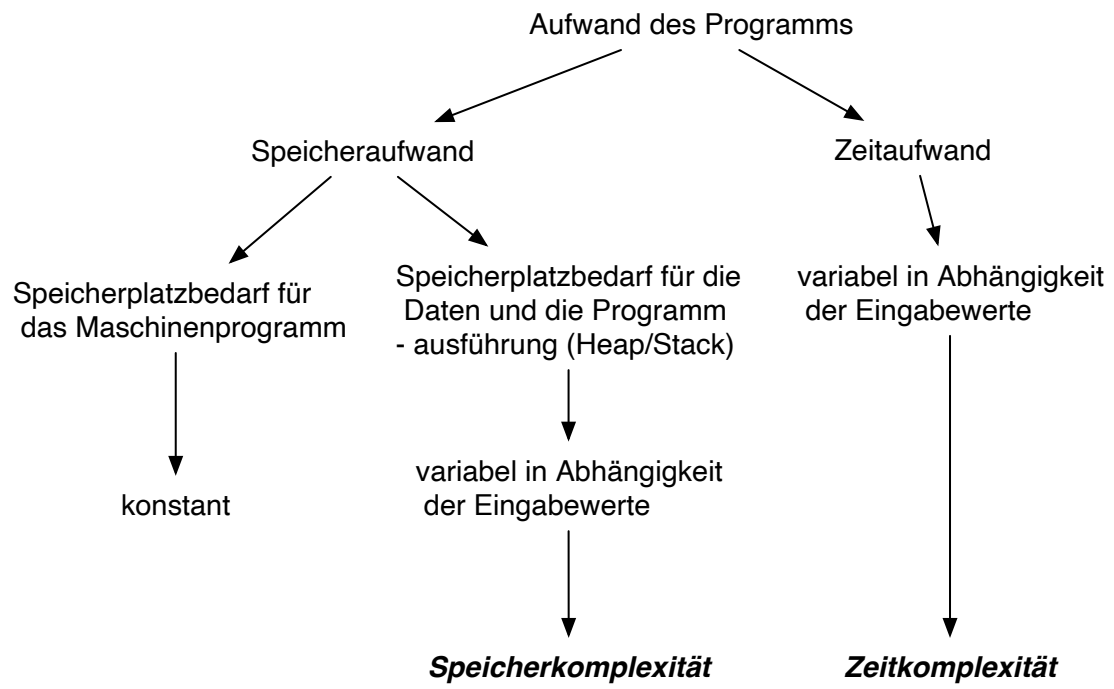 Aufwand des Programms
Speicheraufwand
Zeitaufwand
Speicherplatzbedarf für
das Maschinenprogramm
Speicherplatzbedarf für die
Daten und die Programm
- ausführung (Heap/Stack)
variabel in Abhängigkeit
der Eingabewerte
konstant
variabel in Abhängigkeit
der Eingabewerte
Speicherkomplexität
Zeitkomplexität